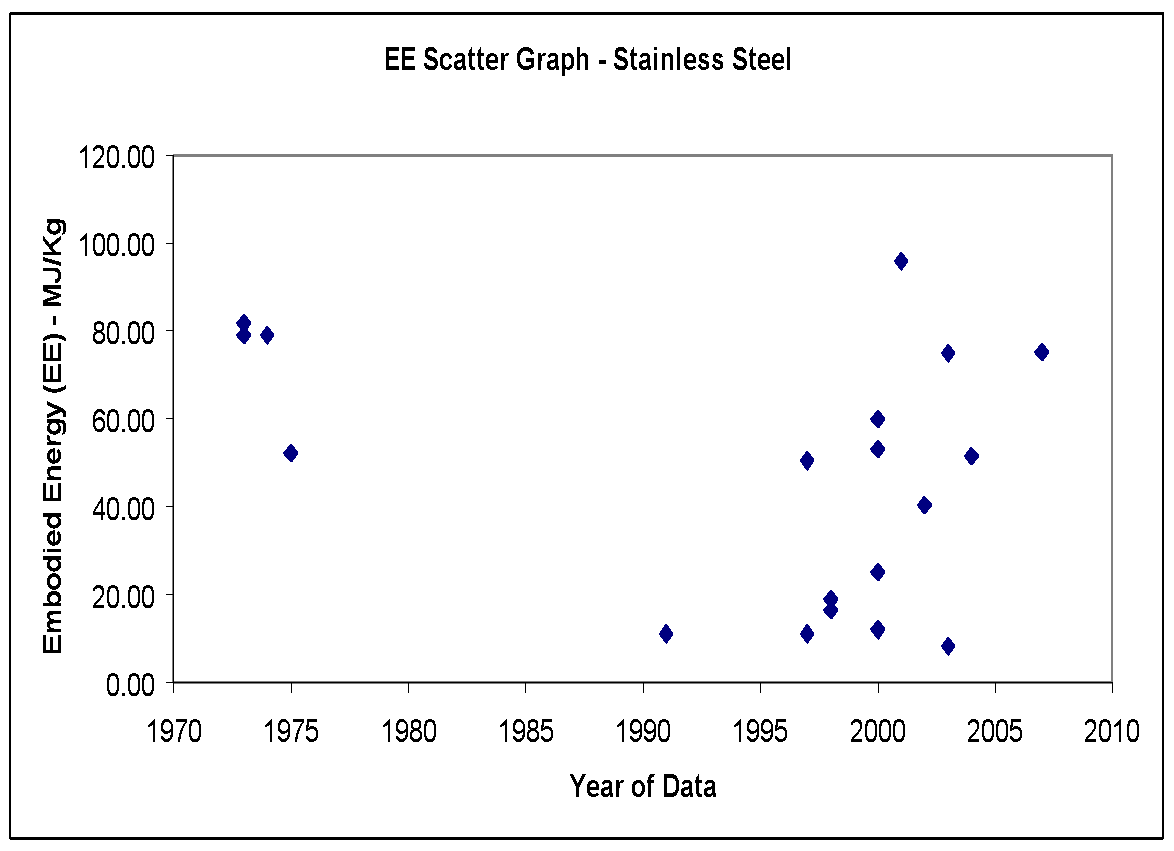 EE Scatter Graph - Stainless Steel
120.00
100.00
80.00
60.00
40.00
20.00
0.00
Embodied Energy (EE) - MJ/Kg
1970 1975 1980 1985 1990 1995 2000 2005 2010
Year of Data